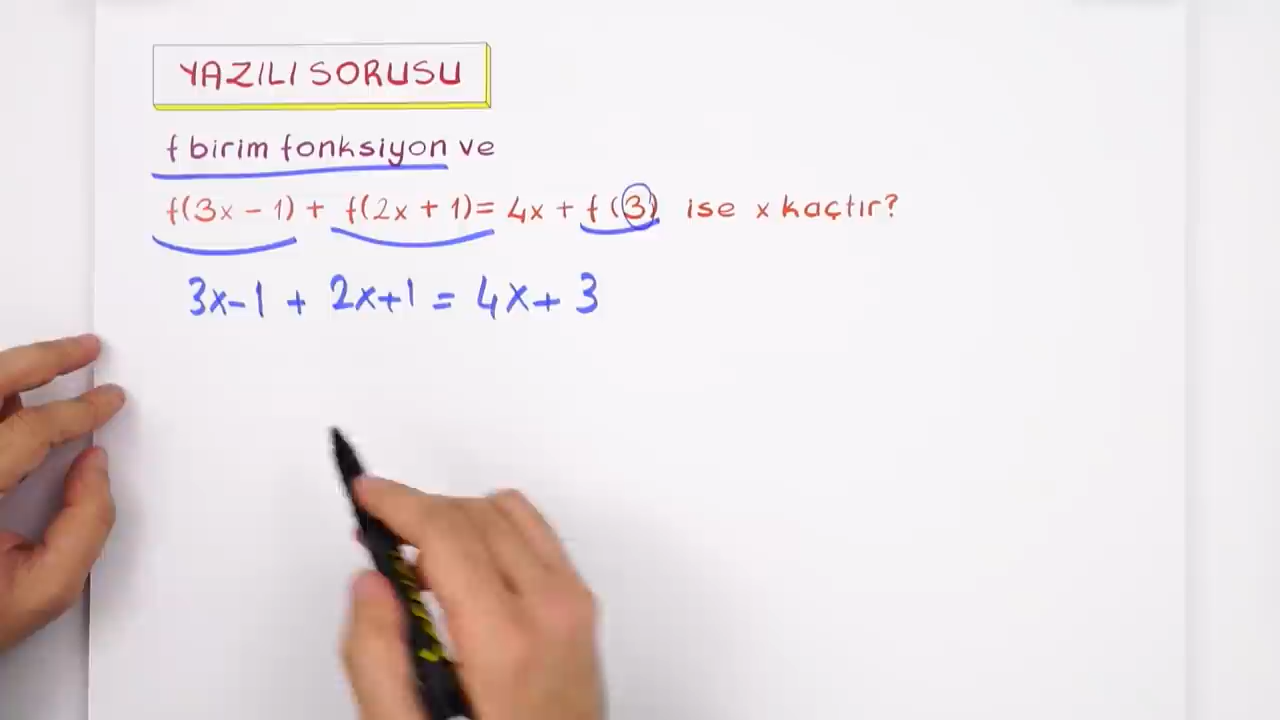 YAZILI SORUSU
f birim fonksiyon ve
f(3x - 1) + f(2x + 1) = 4x + f(3) ise x kaçtır?
3x-1 + 2x+1 = 4x + 3